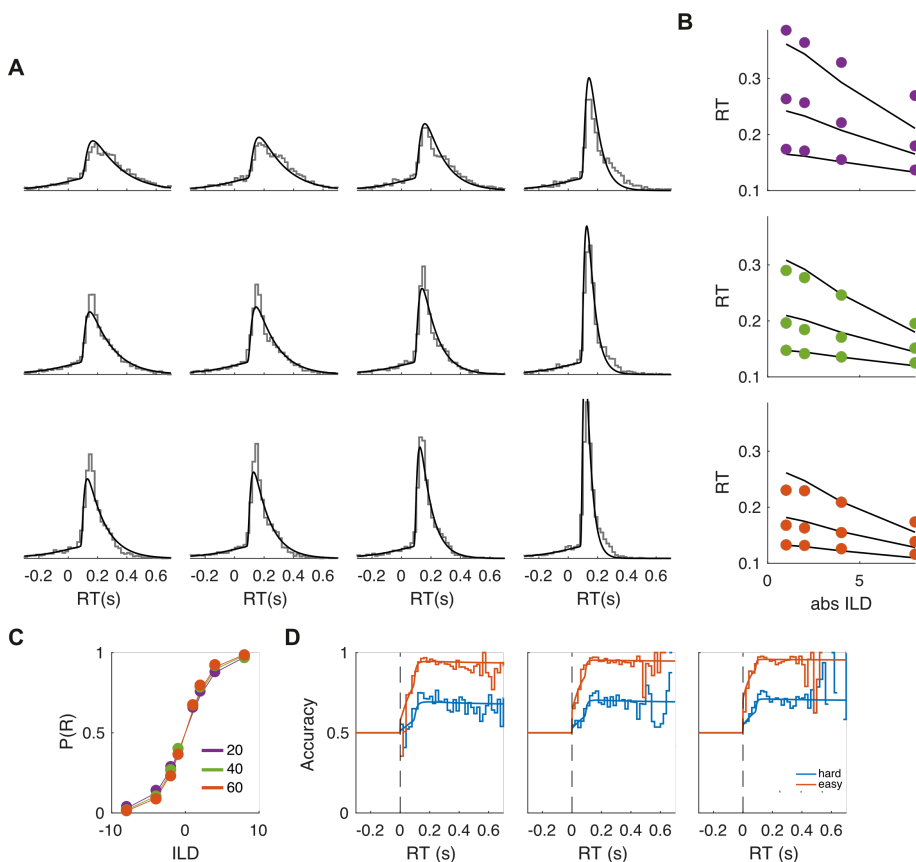 A
B
RT
0.3
0.2
0.1
RT
0.3
0.2
0.1
RT
0.3
0.2
0.1
0 5
abs ILD
-0.2 0 0.2 0.4 0.6 -0.2 0 0.2 0.4 0.6 -0.2 0 0.2 0.4 0.6 -0.2 0 0.2 0.4 0.6
RT(s) RT(s) RT(s) RT(s)
C
P(R)
1
0.5
0
20
40
60
-10 0 10
ILD
D
Accuracy
1
0.5
0
hard
easy
-0.2 0 0.2 0.4 0.6 -0.2 0 0.2 0.4 0.6 -0.2 0 0.2 0.4 0.6
RT (s) RT (s) RT (s)